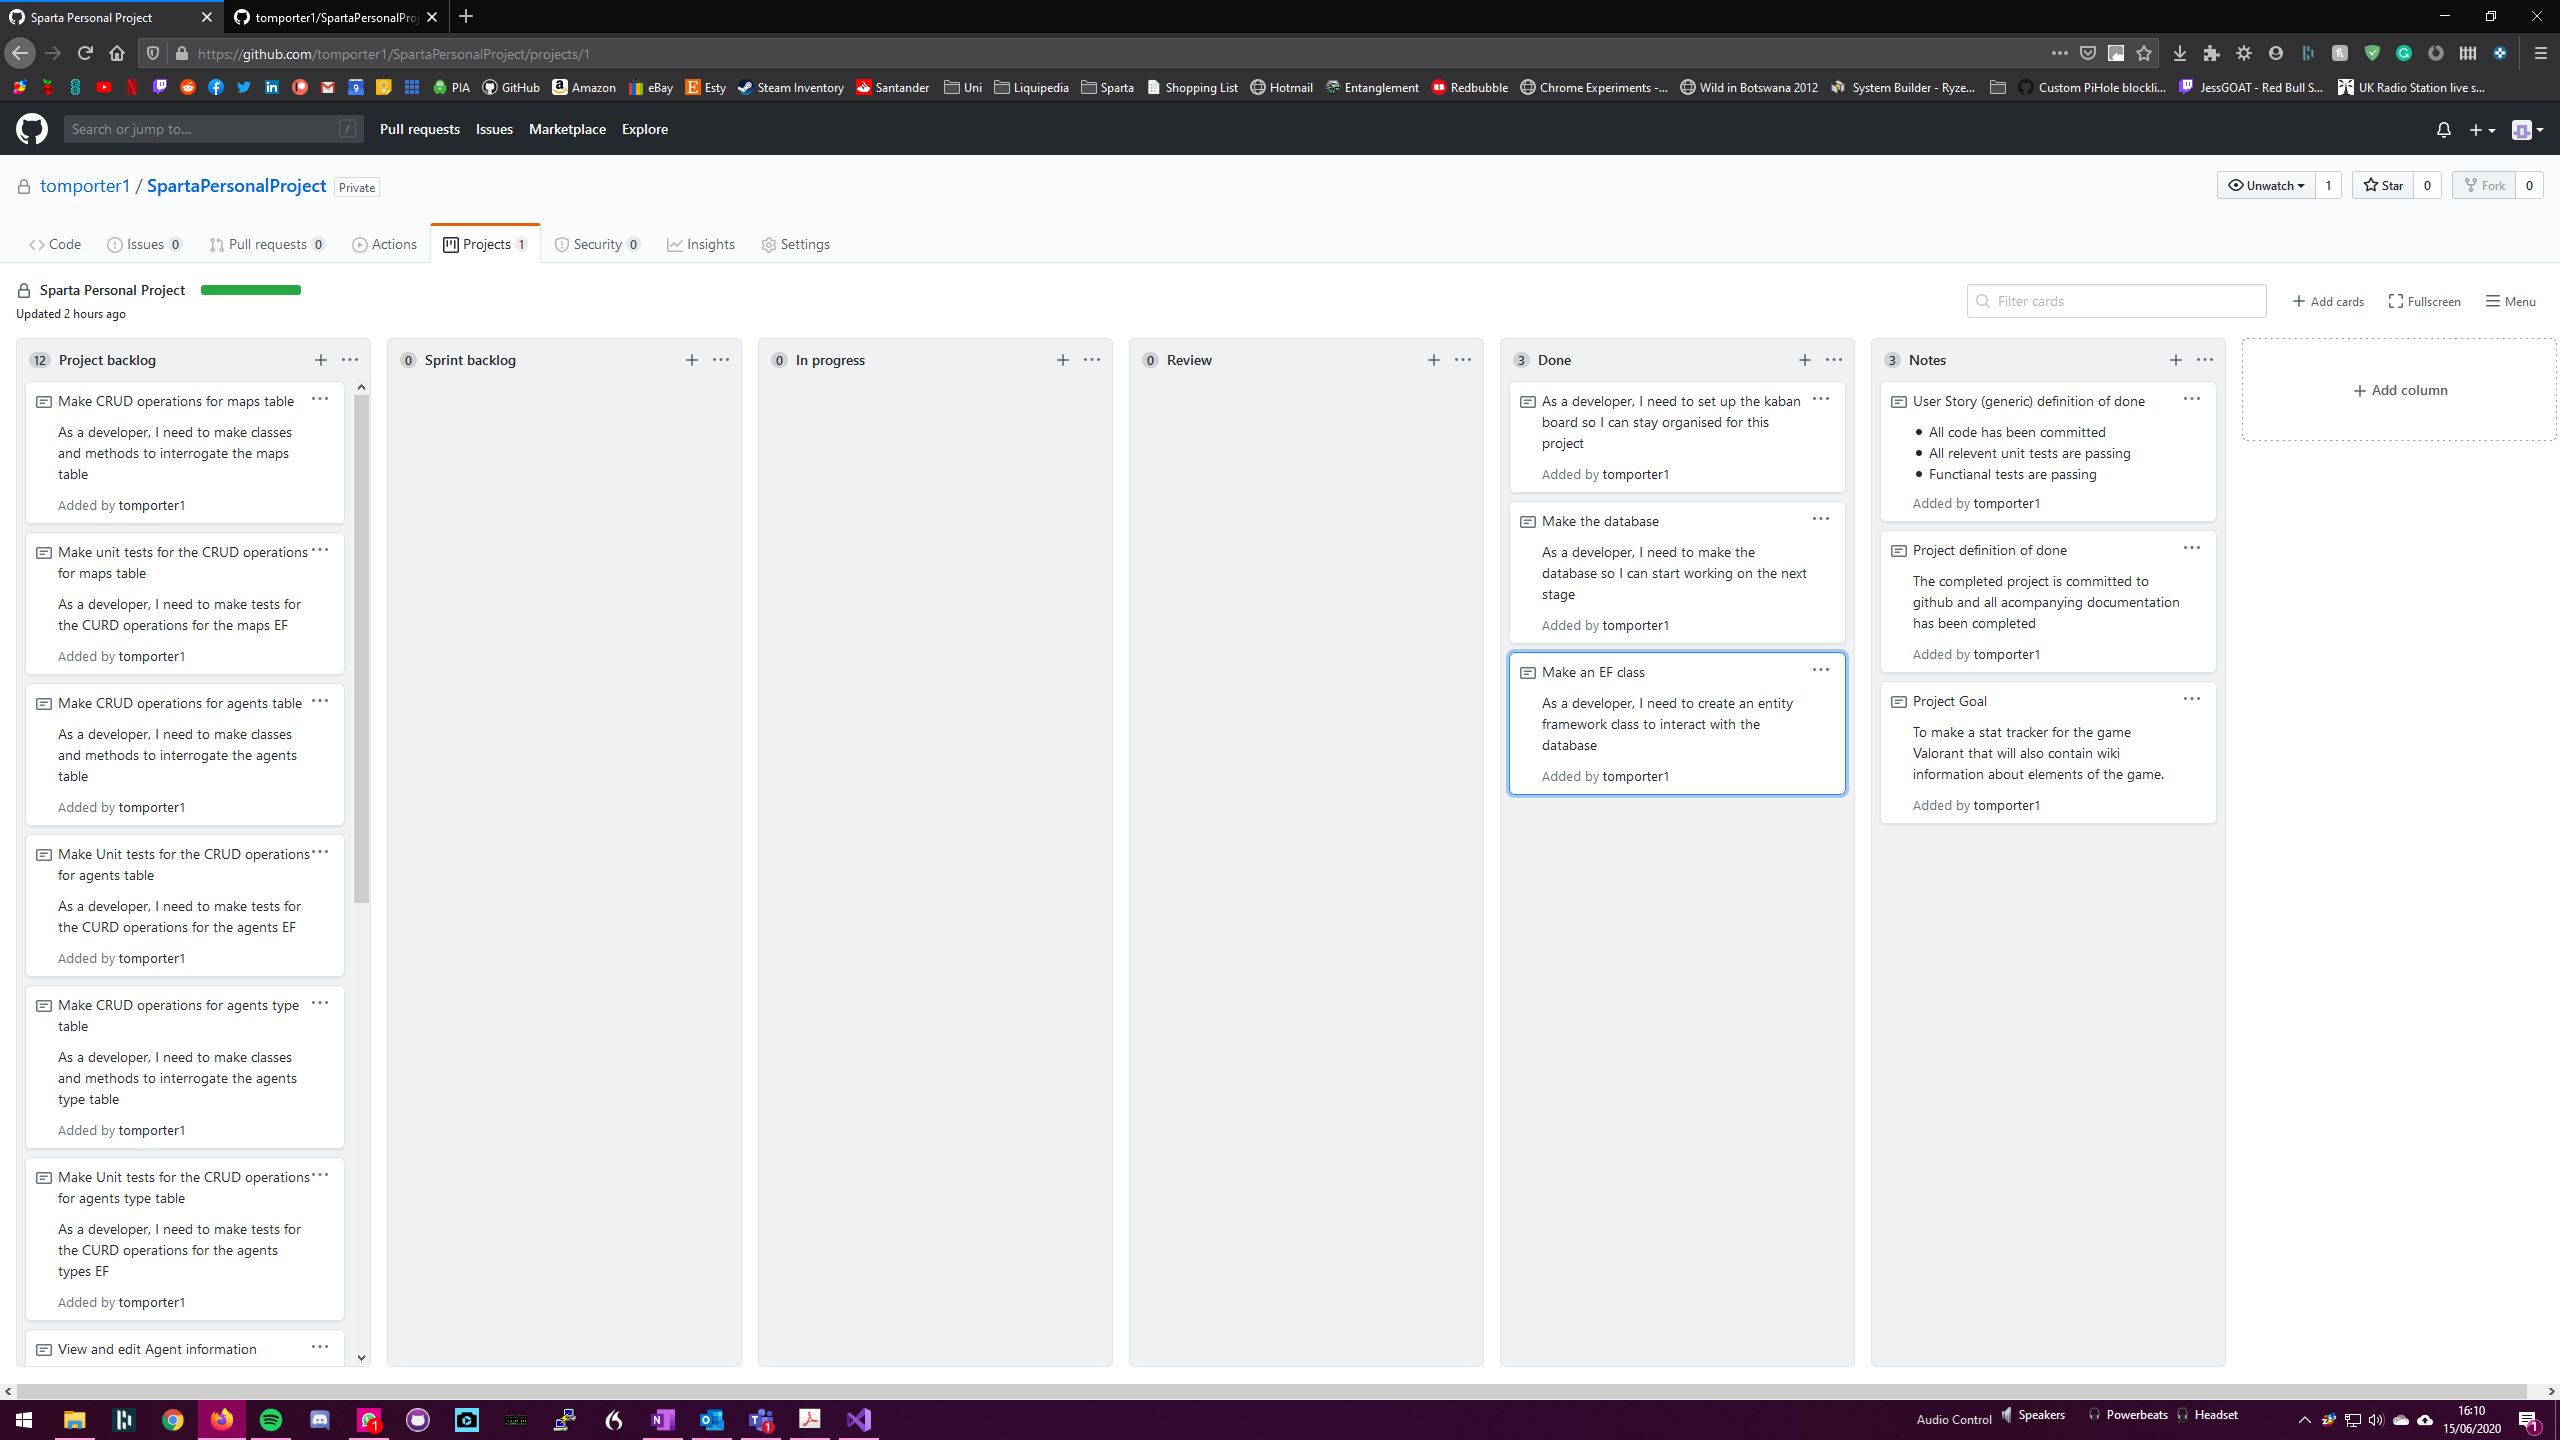 Sparta Personal Project
tomporter1/SpartaPersonalProj
https://github.com/tomporter1/SpartaPersonalProject/projects/1
PIA GitHub Amazon eBay Esty Steam Inventory Santander Uni Liquipedia Sparta Shopping List Hotmail Entanglement Redbubble Chrome Experiments -... Wild in Botswana 2012 System Builder - Ryze... Custom PiHole blockli... JessGOAT - Red Bull S... UK Radio Station live s...
Search or jump to... / Pull requests Issues Marketplace Explore
tomporter1 / SpartaPersonalProject Private
Unwatch 1 Star 0 Fork 0
Code Issues 0 Pull requests 0 Actions Projects 1 Security 0 Insights Settings
Sparta Personal Project
Updated 2 hours ago
Filter cards Add cards Fullscreen Menu
12 Project backlog
Make CRUD operations for maps table
As a developer, I need to make classes
and methods to interrogate the maps
table
Added by tomporter1
Make unit tests for the CRUD operations
for maps table
As a developer, I need to make tests for
the CURD operations for the maps EF
Added by tomporter1
Make CRUD operations for agents table
As a developer, I need to make classes
and methods to interrogate the agents
table
Added by tomporter1
Make Unit tests for the CRUD operations
for agents table
As a developer, I need to make tests for
the CURD operations for the agents EF
Added by tomporter1
Make CRUD operations for agents type
table
As a developer, I need to make classes
and methods to interrogate the agents
type table
Added by tomporter1
Make Unit tests for the CRUD operations
for agents type table
As a developer, I need to make tests for
the CURD operations for the agents
types EF
Added by tomporter1
View and edit Agent information
0 Sprint backlog
0 In progress
0 Review
3 Done
As a developer, I need to set up the kaban
board so I can stay organised for this
project
Added by tomporter1
Make the database
As a developer, I need to make the
database so I can start working on the next
stage
Added by tomporter1
Make an EF class
As a developer, I need to create an entity
framework class to interact with the
database
Added by tomporter1
3 Notes
User Story (generic) definition of done
All code has been committed
All relevent unit tests are passing
Functianal tests are passing
Added by tomporter1
Project definition of done
The completed project is committed to
github and all acompanying documentation
has been completed
Added by tomporter1
Project Goal
To make a stat tracker for the game
Valorant that will also contain wiki
information about elements of the game.
Added by tomporter1
Add column
Audio Control Speakers Powerbeats Headset
16:10
15/06/2020